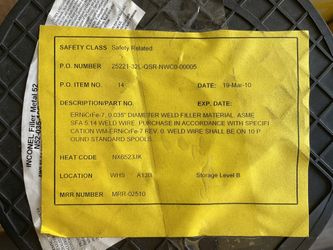 SAFETY CLASS Safety Related
P.O. NUMBER 25221-32L-QSR-NWC0-00005
P.O. ITEM NO. 14 DATE: 19-Mar-10
DESCRIPTION/PART NO. EXP. DATE:
ERNiCrFe-7, 0.035" DIAMETER WELD FILLER MATERIAL ASME
SFA 5.14 WELD WIRE. PURCHASE IN ACCORDANCE WITH SPECIFI
CATION WM-ERNiCrFe-7 REV. 0. WELD SHALL BE ON 10 P
OUND STANDARD SPOOLS.
HEAT CODE NX6523JK
LOCATION WHS A13B Storage Level B
MRR NUMBER MRR-02510
INCONEL Filler Metal 52